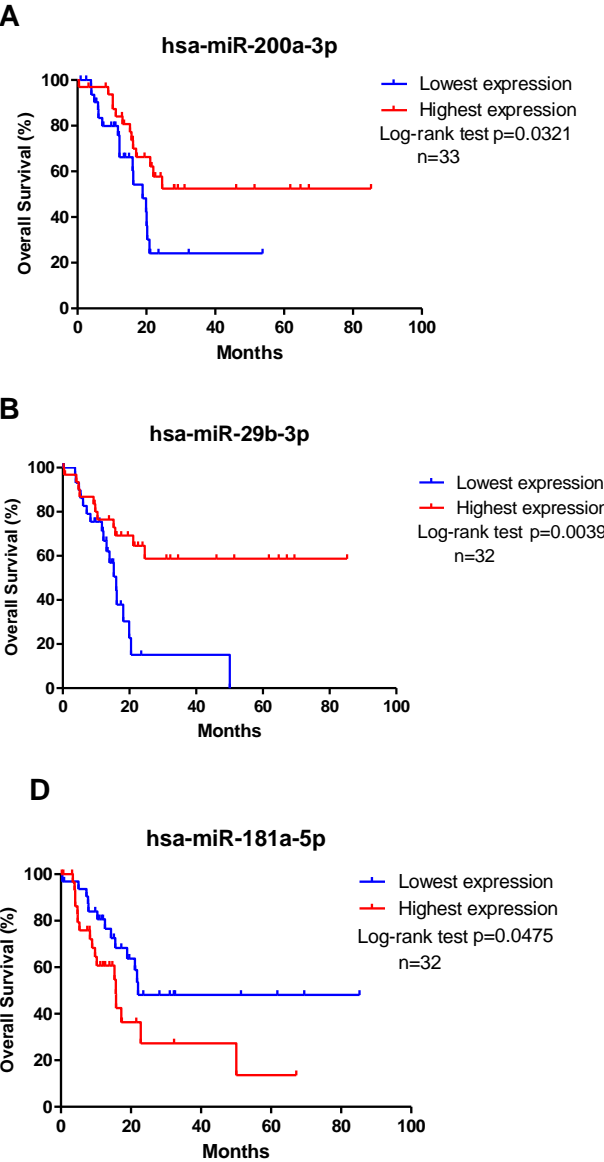 A
hsa-miR-200a-3p
Overall Survival (%)
100
80
60
40
20
0
0 20 40 60 80 100
Months
Lowest expression
Highest expression
Log-rank test p=0.0321
n=33
B
hsa-miR-29b-3p
Overall Survival (%)
100
80
60
40
20
0
0 20 40 60 80 100
Months
Lowest expression
Highest expression
Log-rank test p=0.0039
n=32
D
hsa-miR-181a-5p
Overall Survival (%)
100
80
60
40
20
0
0 20 40 60 80 100
Months
Lowest expression
Highest expression
Log-rank test p=0.0475
n=32